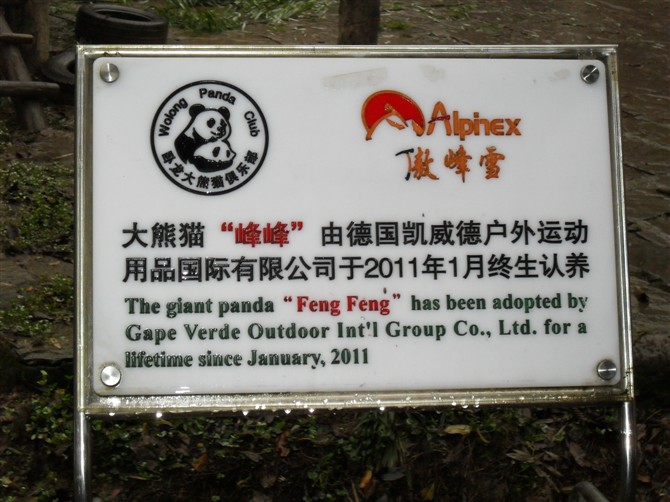 Wolong Panda Club
卧龙大熊猫俱乐部
Alpinex
傲峰雪
大熊猫“峰峰”由德国凯威德户外运动
用品国际有限公司于2011年1月终生认养
The giant panda “Feng Feng” has been adopted by
Gape Verde Outdoor Int'l Group Co., Ltd. for a
lifetime since January, 2011